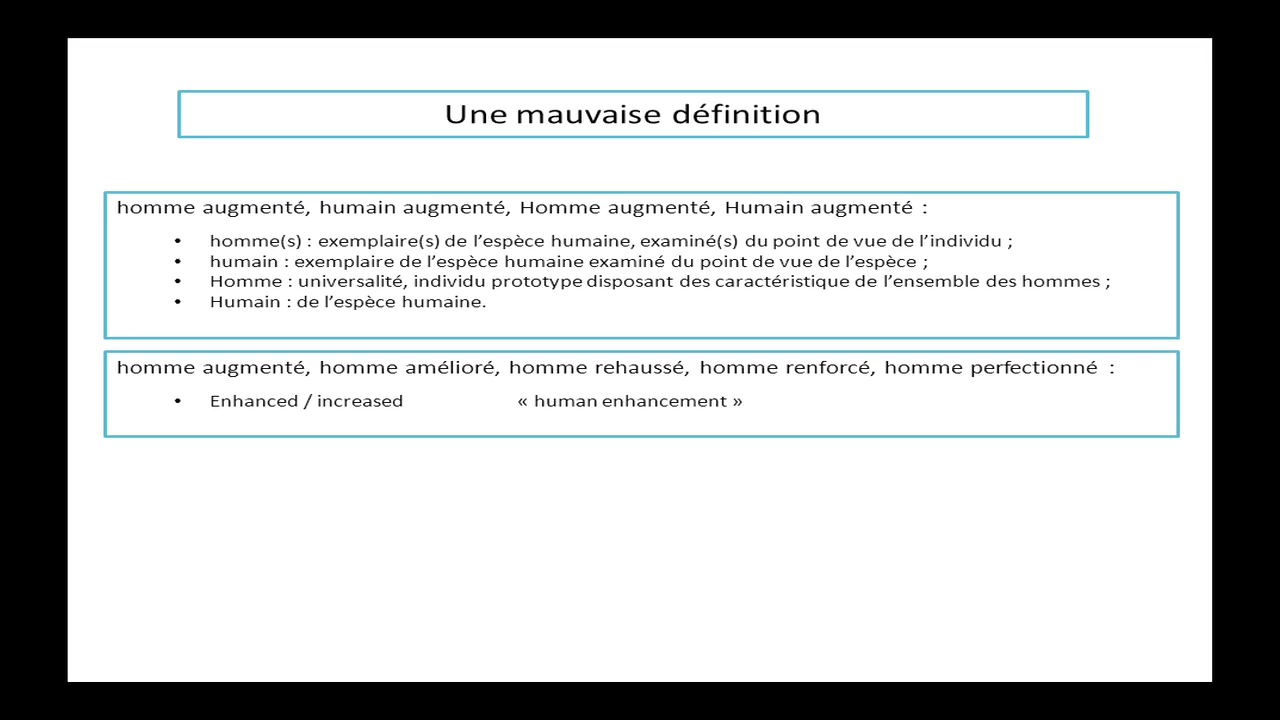 Une mauvaise définition
homme augmenté, humain augmenté, Homme augmenté, Humain augmenté :
• homme(s) : exemplaire(s) de l’espèce humaine, examiné(s) du point de vue de l’individu ;
• humain : exemplaire de l’espèce humaine examiné du point de vue de l’espèce ;
• Homme : universalité, individu prototype disposant des caractéristique de l’ensemble des hommes ;
• Humain : de l’espèce humaine.
homme augmenté, homme amélioré, homme rehaussé, homme renforcé, homme perfectionné :
• Enhanced / increased « human enhancement »